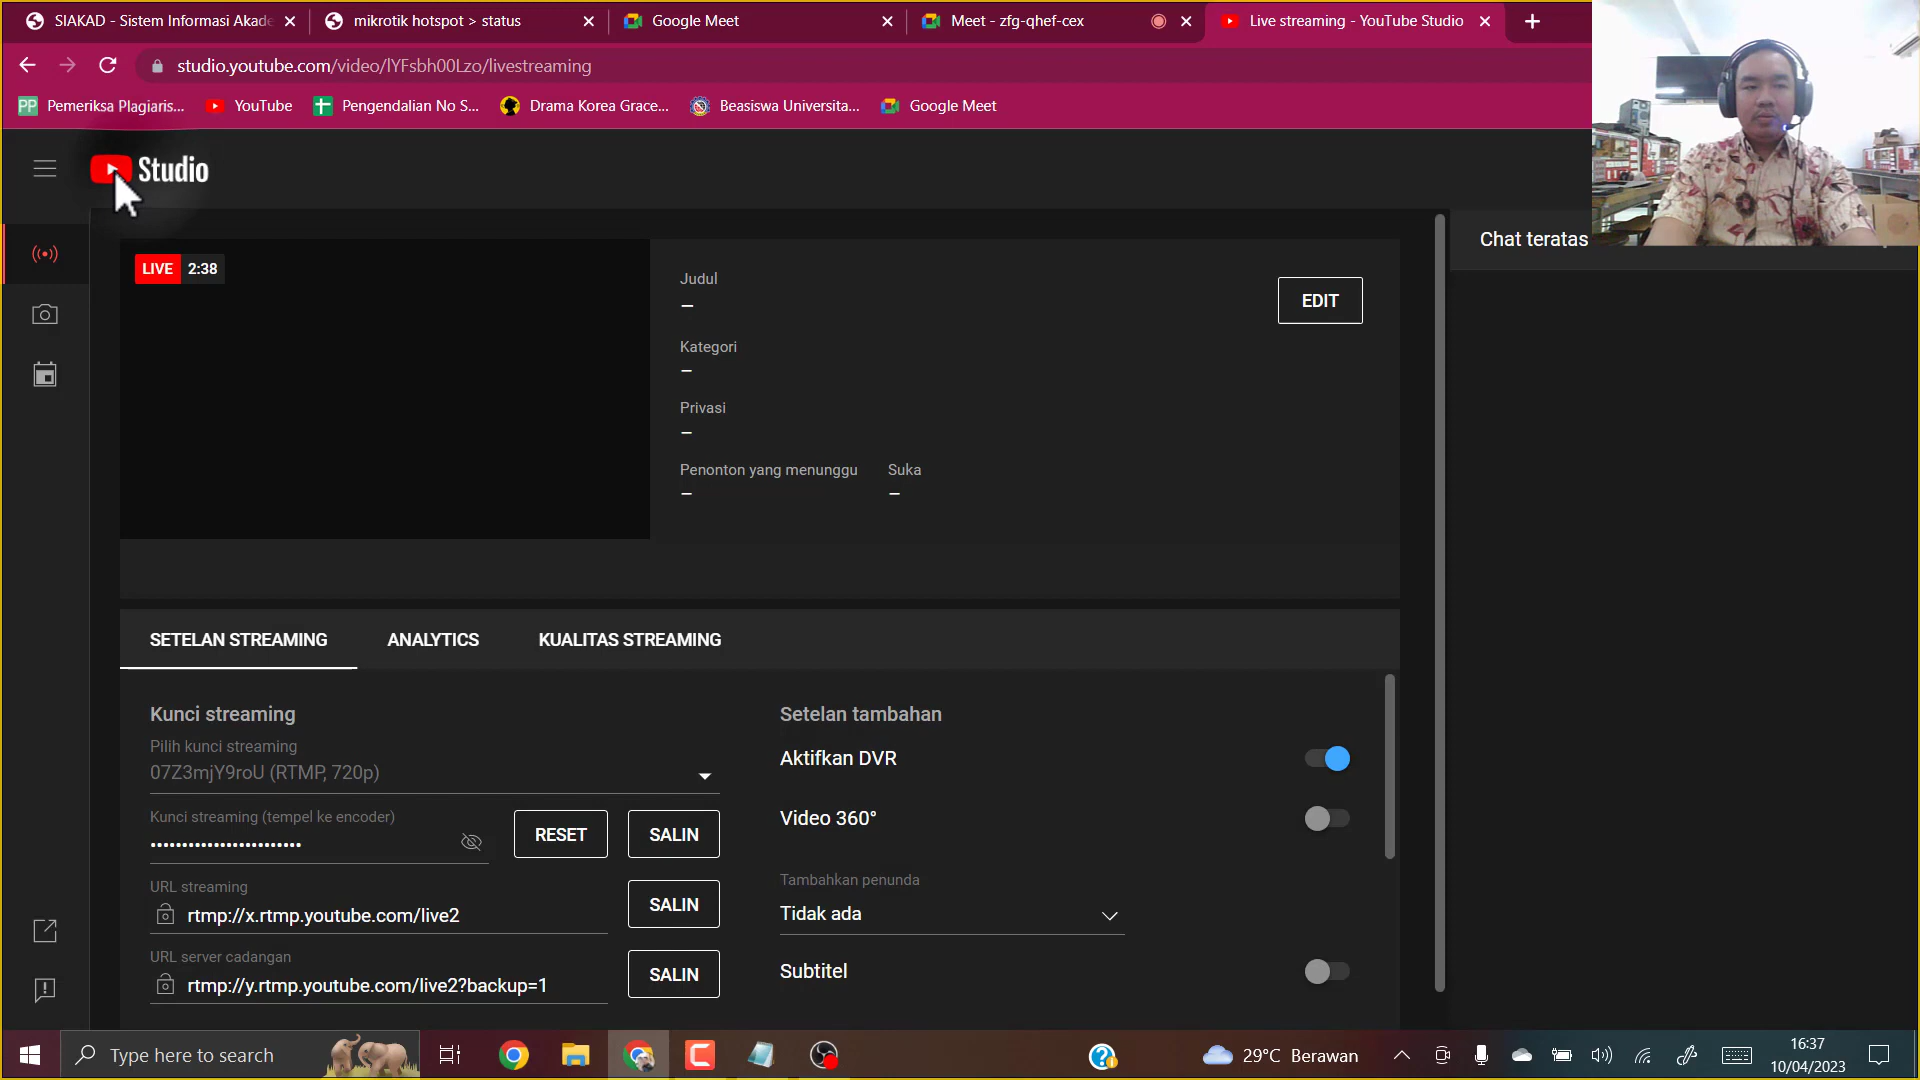 SIAKAD - Sistem Informasi Akade
mikrotik hotspot > status
Google Meet
Meet - zfg-qhef-cex
Live streaming - YouTube Studio
studio.youtube.com/video/lYFsbh00Lzo/livestreaming
PP Pemeriksa Plagiaris...
YouTube
Pengendalian No S...
Drama Korea Grace...
Beasiswa Universita...
Google Meet
Studio
Chat teratas
LIVE 2:38
Judul
–
EDIT
Kategori
–
Privasi
–
Penonton yang menunggu Suka
– –
SETELAN STREAMING ANALYTICS KUALITAS STREAMING
Kunci streaming
Pilih kunci streaming
07Z3mjY9roU (RTMP, 720p)
Kunci streaming (tempel ke encoder)
••••••••••••••••••••••••
RESET SALIN
URL streaming
rtmp://x.rtmp.youtube.com/live2
SALIN
URL server cadangan
rtmp://y.rtmp.youtube.com/live2?backup=1
SALIN
Setelan tambahan
Aktifkan DVR
Video 360°
Tambahkan penunda
Tidak ada
Subtitel
Type here to search
29°C Berawan
16:37
10/04/2023